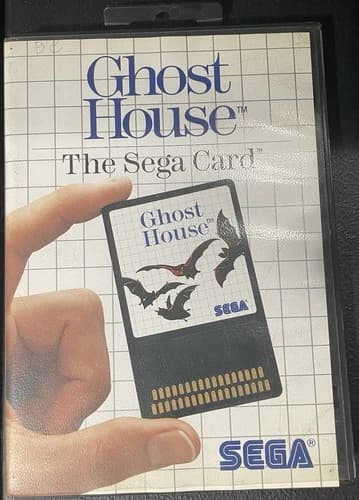 Ghost
House™
The Sega Card™
Ghost
House™
SEGA
SEGA®